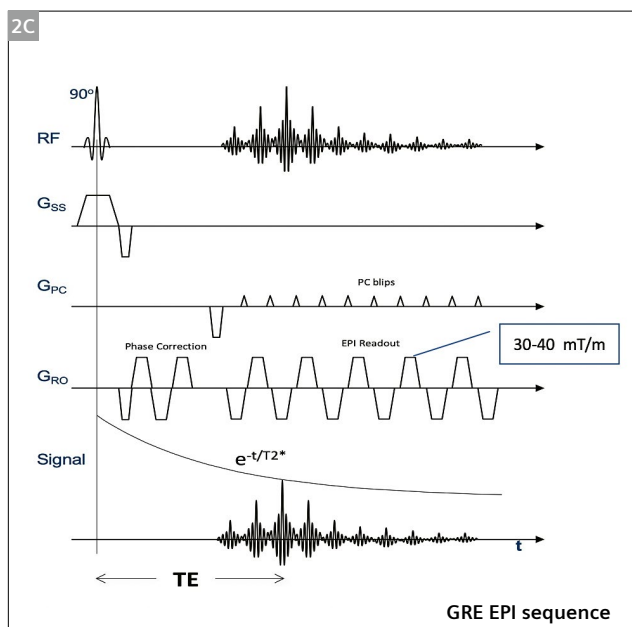 2C
90°
RF
GSS
GPC
PC blips
Phase Correction
EPI Readout
30-40 mT/m
GRO
Signal
e-t/T2*
t
TE
GRE EPI sequence